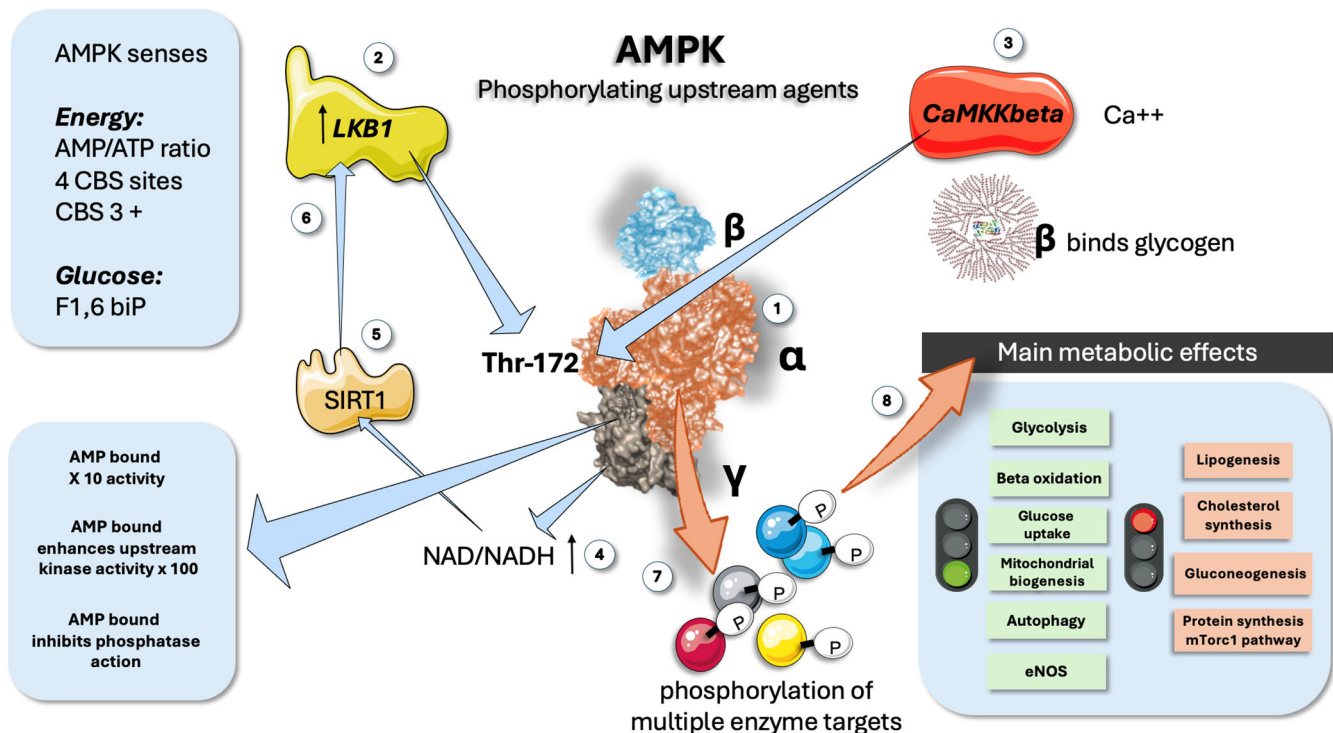 AMPK senses
Energy:
AMP/ATP ratio
4 CBS sites
CBS 3 +
Glucose:
F1,6 biP
2
↑ LKB1
AMPK
Phosphorylating upstream agents
3
CaMKKbeta
Ca++
6
β
β binds glycogen
1
α
Thr-172
5
SIRT1
Main metabolic effects
8
AMP bound
X 10 activity
AMP bound
enhances upstream
kinase activity x 100
AMP bound
inhibits phosphatase
action
γ
NAD/NADH ↑
4
7
P
P
P
P
P
phosphorylation of
multiple enzyme targets
Glycolysis
Beta oxidation
Glucose
uptake
Mitochondrial
biogenesis
Autophagy
eNOS
Lipogenesis
Cholesterol
synthesis
Gluconeogenesis
Protein synthesis
mTorc1 pathway